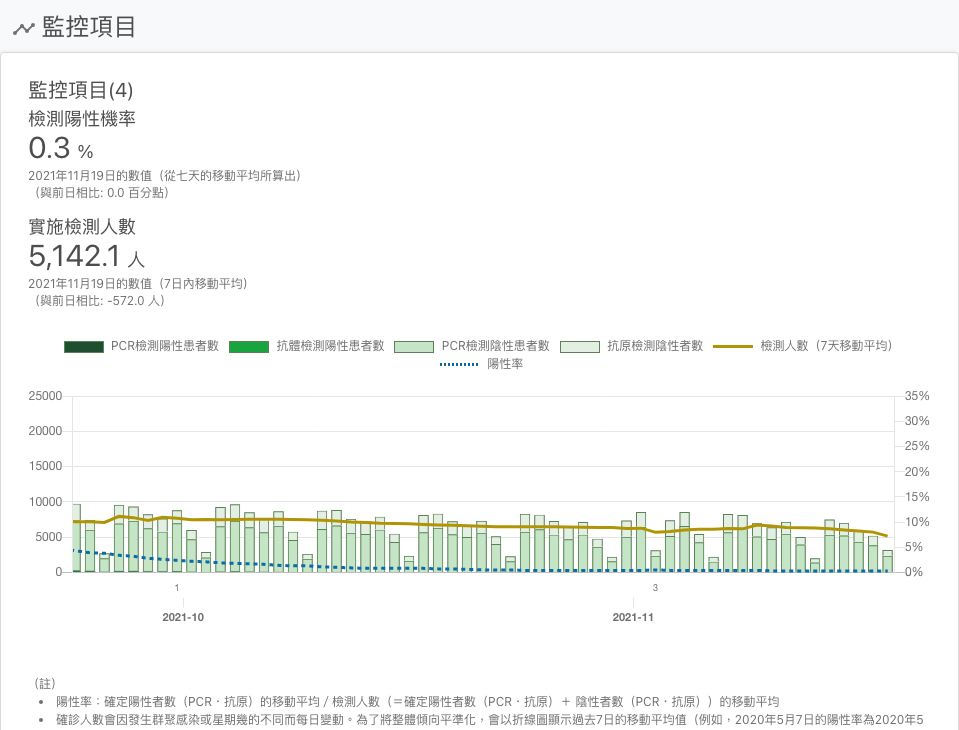 監控項目
監控項目(4)
檢測陽性機率
0.3 %
2021年11月19日的數值（從七天的移動平均所算出）
（與前日相比: 0.0 百分點）
實施檢測人數
5,142.1 人
2021年11月19日的數值（7日內移動平均）
（與前日相比: -572.0 人）
PCR檢測陽性患者數 抗體檢測陽性患者數 PCR檢測陰性患者數 抗原檢測陰性者數 檢測人數（7天移動平均）
陽性率
25000 35%
20000 30%
15000 25%
10000 20%
5000 15%
0 10%
5%
0%
1 3
2021-10 2021-11
（註）
• 陽性率：確定陽性者數（PCR・抗原）的移動平均 / 檢測人數（＝確定陽性者數（PCR・抗原）＋ 陰性者數（PCR・抗原））的移動平均
• 確診人數會因發生群聚感染或星期幾的不同而每日變動。為了將整體傾向平準化，會以折線圖顯示過去7日的移動平均值（例如，2020年5月7日的陽性率為2020年5